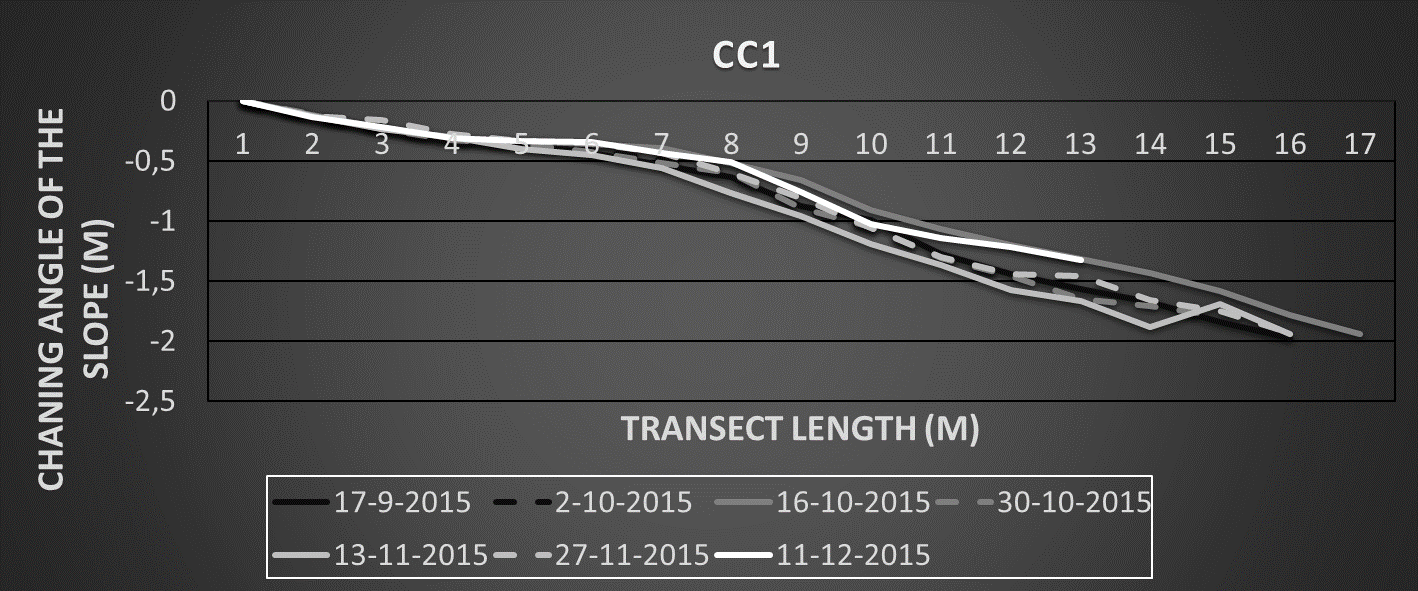 CC1
CHANING ANGLE OF THE
SLOPE (M)
0
-0,5
-1
-1,5
-2
-2,5
1 2 3 4 5 6 7 8 9 10 11 12 13 14 15 16 17
TRANSECT LENGTH (M)
17-9-2015 2-10-2015 16-10-2015 30-10-2015
13-11-2015 27-11-2015 11-12-2015